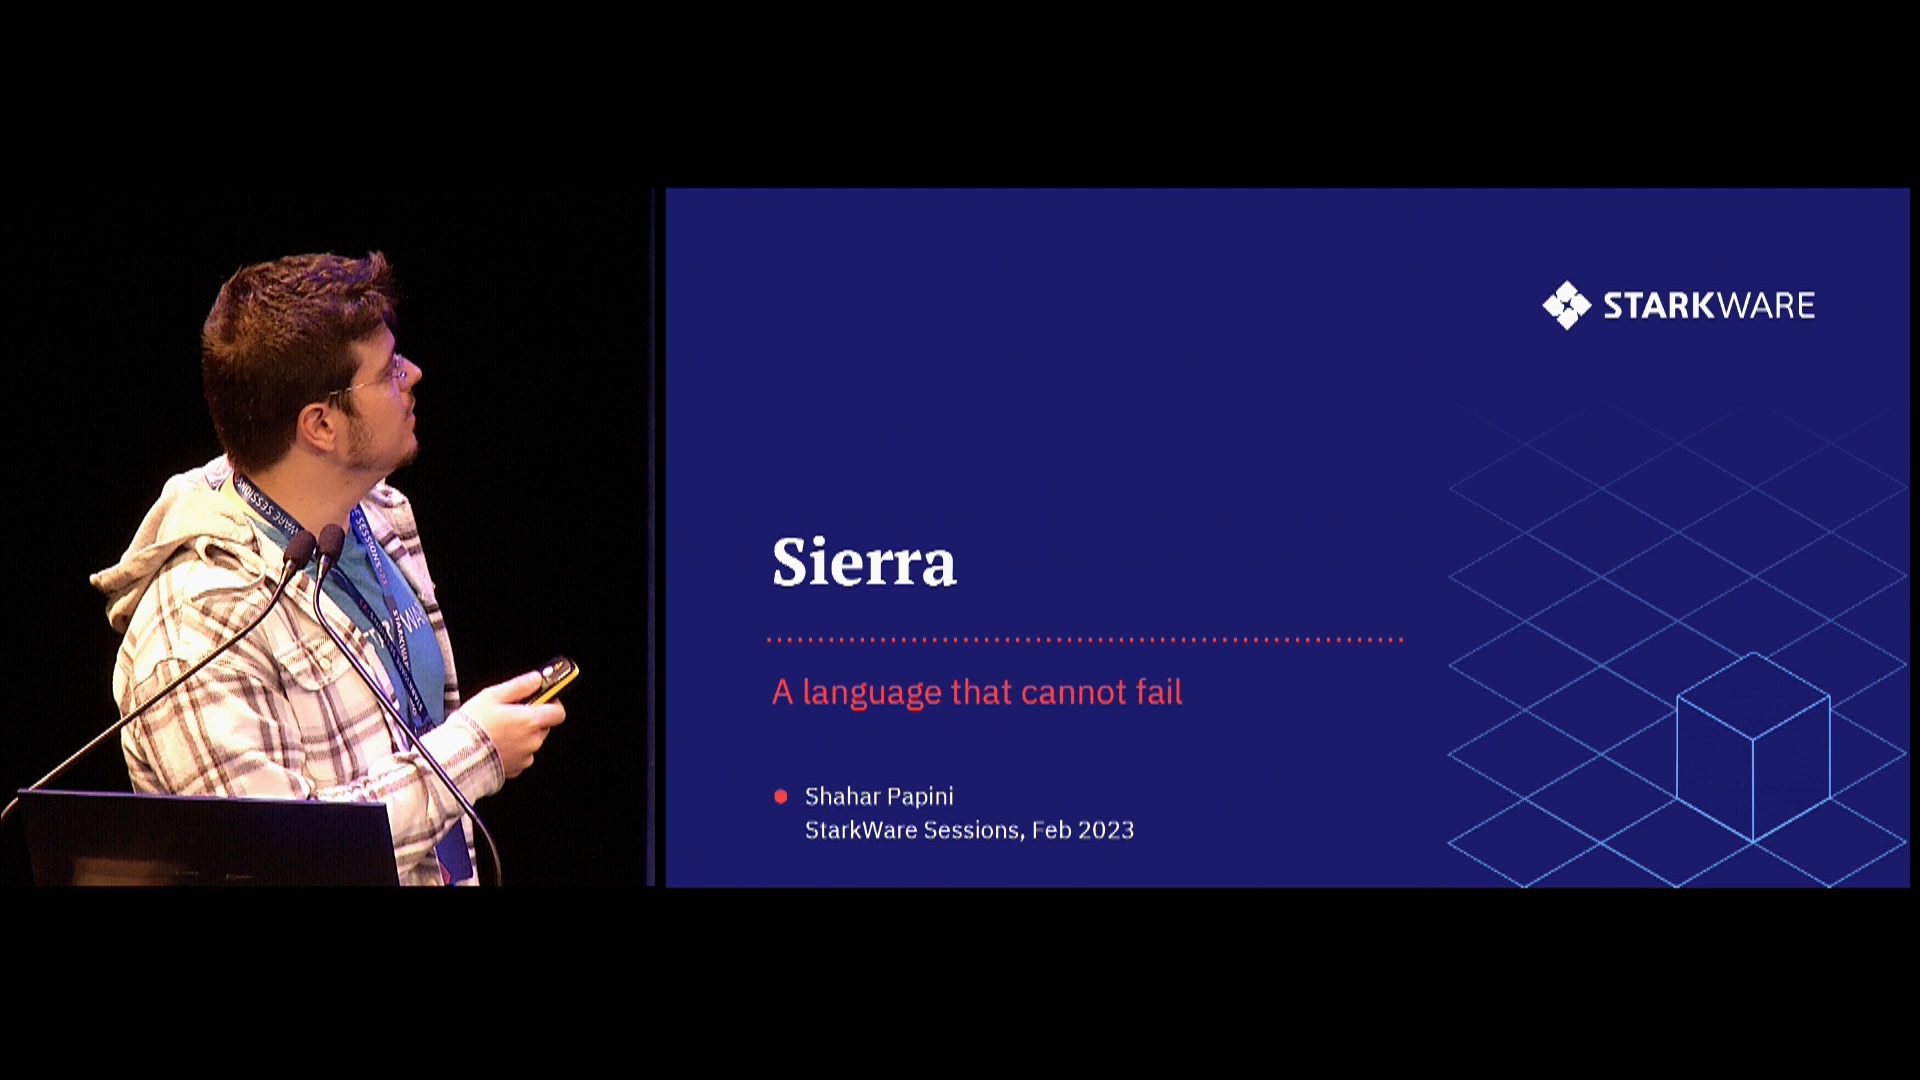 STARKWARE
Sierra
A language that cannot fail
Shahar Papini
StarkWare Sessions, Feb 2023